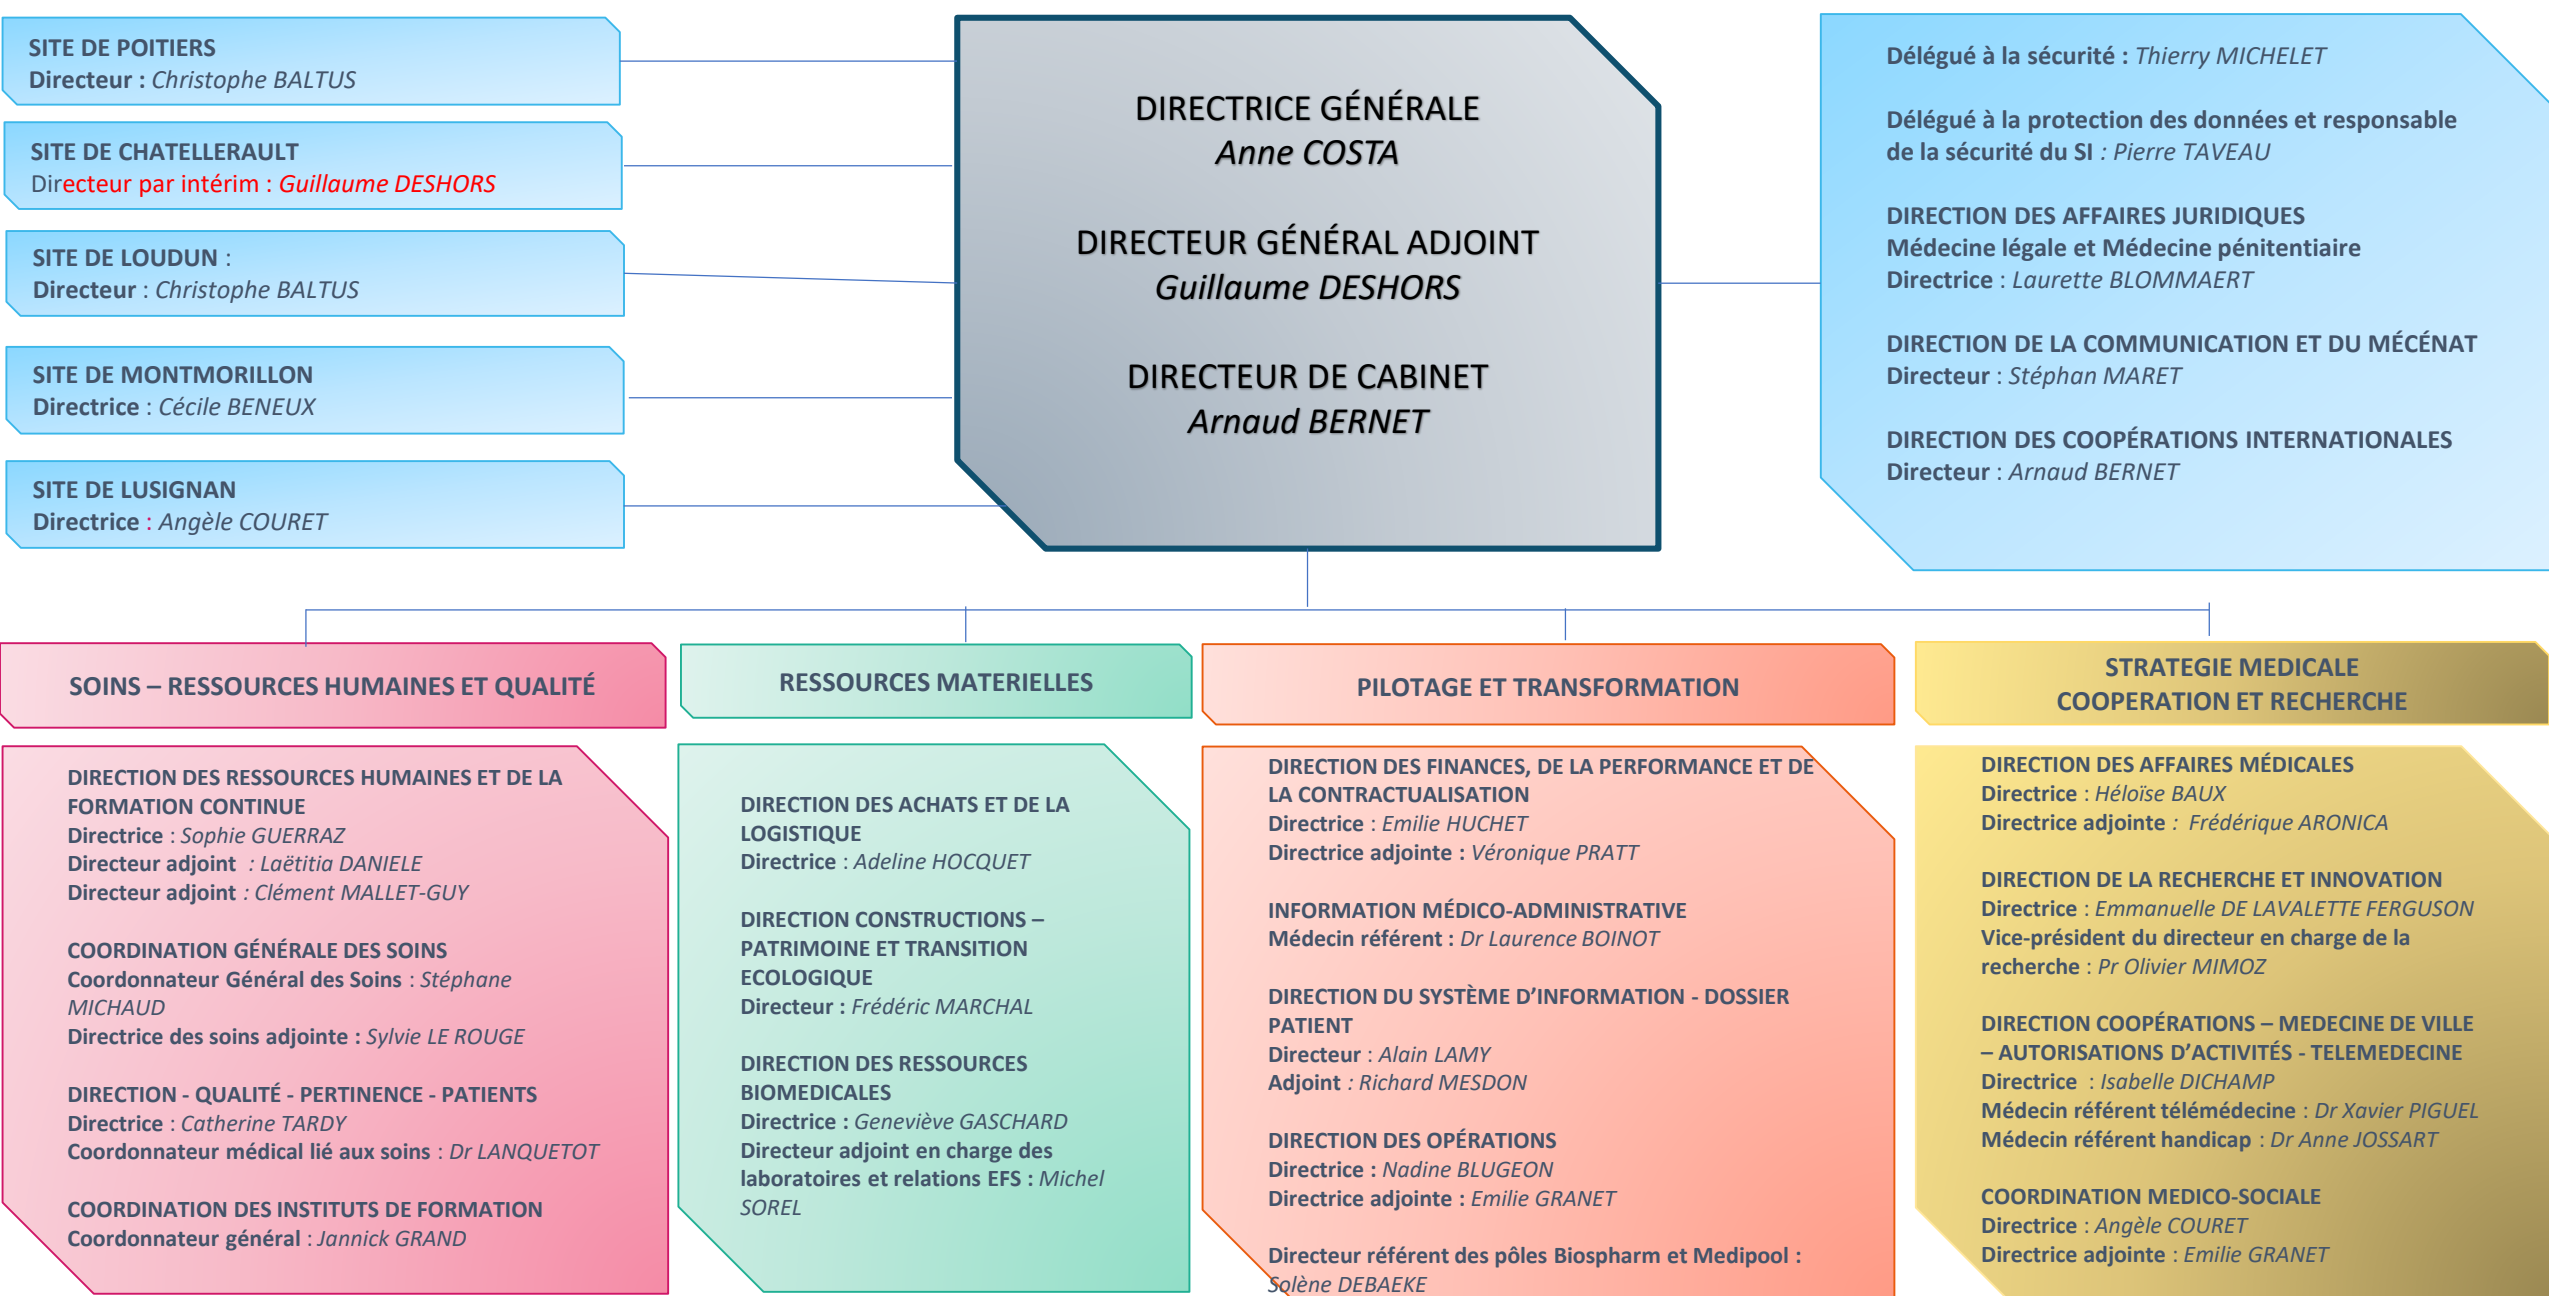 SITE DE POITIERS
Directeur : Christophe BALTUS
SITE DE CHATELLERAULT
Directeur par intérim : Guillaume DESHORS
SITE DE LOUDUN :
Directeur : Christophe BALTUS
SITE DE MONTMORILLON
Directrice : Cécile BENEUX
SITE DE LUSIGNAN
Directrice : Angèle COURET
DIRECTRICE GÉNÉRALE
Anne COSTA
DIRECTEUR GÉNÉRAL ADJOINT
Guillaume DESHORS
DIRECTEUR DE CABINET
Arnaud BERNET
Délégué à la sécurité : Thierry MICHELET
Délégué à la protection des données et responsable
de la sécurité du SI : Pierre TAVEAU
DIRECTION DES AFFAIRES JURIDIQUES
Médecine légale et Médecine pénitentiaire
Directrice : Laurette BLOMMAERT
DIRECTION DE LA COMMUNICATION ET DU MÉCÉNAT
Directeur : Stéphan MARET
DIRECTION DES COOPÉRATIONS INTERNATIONALES
Directeur : Arnaud BERNET
SOINS – RESSOURCES HUMAINES ET QUALITÉ
DIRECTION DES RESSOURCES HUMAINES ET DE LA
FORMATION CONTINUE
Directrice : Sophie GUERRAZ
Directeur adjoint : Laëtitia DANIELE
Directeur adjoint : Clément MALLET-GUY
COORDINATION GÉNÉRALE DES SOINS
Coordonnateur Général des Soins : Stéphane
MICHAUD
Directrice des soins adjointe : Sylvie LE ROUGE
DIRECTION - QUALITÉ - PERTINENCE - PATIENTS
Directrice : Catherine TARDY
Coordonnateur médical lié aux soins : Dr LANQUETOT
COORDINATION DES INSTITUTS DE FORMATION
Coordonnateur général : Jannick GRAND
RESSOURCES MATERIELLES
DIRECTION DES ACHATS ET DE LA
LOGISTIQUE
Directrice : Adeline HOCQUET
DIRECTION CONSTRUCTIONS –
PATRIMOINE ET TRANSITION
ECOLOGIQUE
Directeur : Frédéric MARCHAL
DIRECTION DES RESSOURCES
BIOMEDICALES
Directrice : Geneviève GASCHARD
Directeur adjoint en charge des
laboratoires et relations EFS : Michel
SOREL
PILOTAGE ET TRANSFORMATION
DIRECTION DES FINANCES, DE LA PERFORMANCE ET DE
LA CONTRACTUALISATION
Directrice : Emilie HUCHET
Directrice adjointe : Véronique PRATT
INFORMATION MÉDICO-ADMINISTRATIVE
Médecin référent : Dr Laurence BOINOT
DIRECTION DU SYSTÈME D’INFORMATION - DOSSIER
PATIENT
Directeur : Alain LAMY
Adjoint : Richard MESDON
DIRECTION DES OPÉRATIONS
Directrice : Nadine BLUGEON
Directrice adjointe : Emilie GRANET
Directeur référent des pôles Biospharm et Medipool :
Solène DEBAEKE
STRATEGIE MEDICALE
COOPERATION ET RECHERCHE
DIRECTION DES AFFAIRES MÉDICALES
Directrice : Héloïse BAUX
Directrice adjointe : Frédérique ARONICA
DIRECTION DE LA RECHERCHE ET INNOVATION
Directrice : Emmanuelle DE LAVALETTE FERGUSON
Vice-président du directeur en charge de la
recherche : Pr Olivier MIMOZ
DIRECTION COOPÉRATIONS – MEDECINE DE VILLE
– AUTORISATIONS D’ACTIVITÉS - TELEMEDECINE
Directrice : Isabelle DICHAMP
Médecin référent télémédecine : Dr Xavier PIGUEL
Médecin référent handicap : Dr Anne JOSSART
COORDINATION MEDICO-SOCIALE
Directrice : Angèle COURET
Directrice adjointe : Emilie GRANET